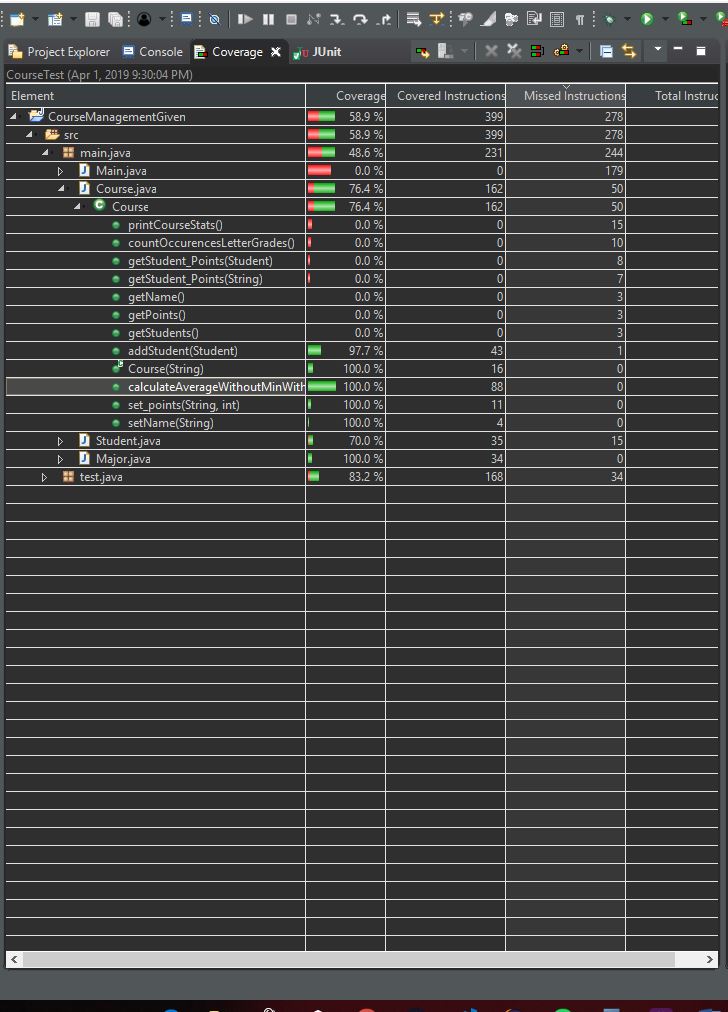 Project Explorer Console Coverage JUnit
CourseTest (Apr 1, 2019 9:30:04 PM)
Element Coverage Covered Instructions Missed Instructions Total Instruc
CourseManagementGiven 58.9 % 399 278
src 58.9 % 399 278
main.java 48.6 % 231 244
Main.java 0.0 % 0 179
Course.java 76.4 % 162 50
C Course 76.4 % 162 50
printCourseStats() 0.0 % 0 15
countOccurencesLetterGrades() 0.0 % 0 10
getStudent_Points(Student) 0.0 % 0 8
getStudent_Points(String) 0.0 % 0 7
getName() 0.0 % 0 3
getPoints() 0.0 % 0 3
getStudents() 0.0 % 0 3
addStudent(Student) 97.7 % 43 1
Course(String) 100.0 % 16 0
calculateAverageWithoutMinWith 100.0 % 88 0
set_points(String, int) 100.0 % 11 0
setName(String) 100.0 % 4 0
Student.java 70.0 % 35 15
Major.java 100.0 % 34 0
test.java 83.2 % 168 34